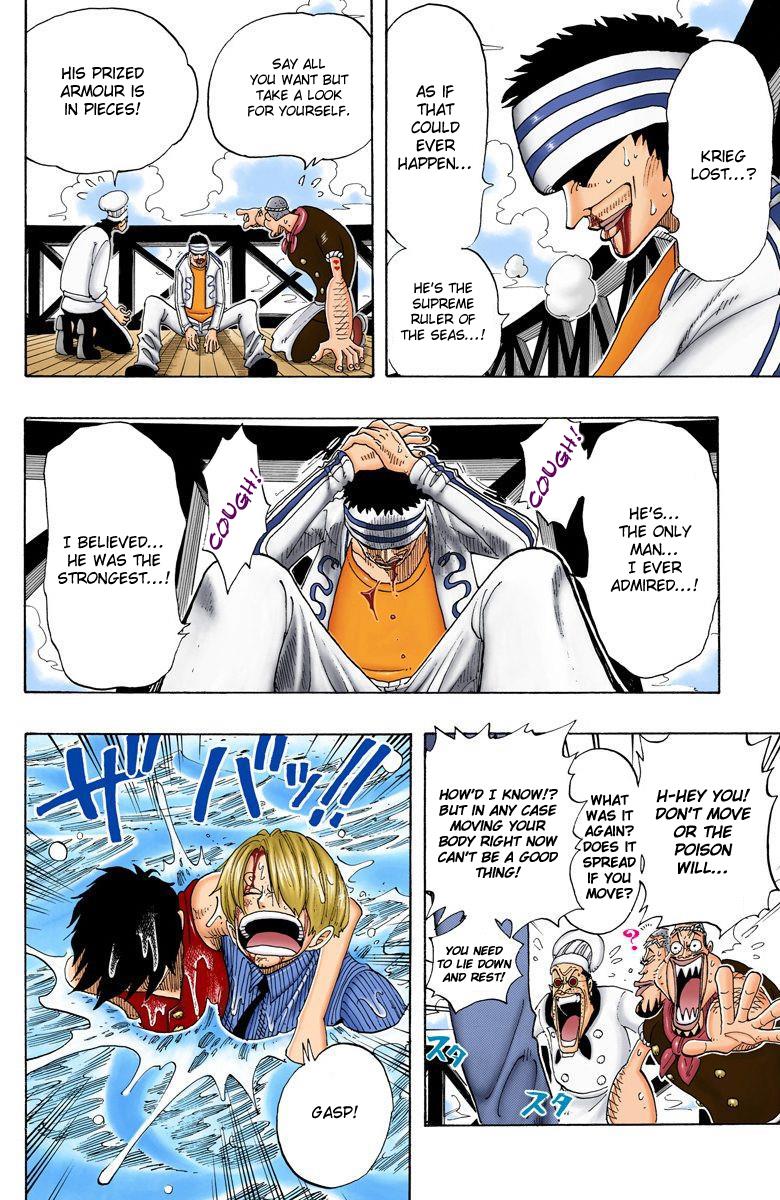 KRIEG
LOST...?
AS IF
THAT
COULD
EVER
HAPPEN...
HE'S THE
SUPREME
RULER OF
THE SEAS...!
SAY ALL
YOU WANT BUT
TAKE A LOOK
FOR YOURSELF.
HIS PRIZED
ARMOUR IS
IN PIECES!
HE'S...
THE ONLY
MAN...
I EVER
ADMIRED...!
COUGH!
COUGH!
I BELIEVED...
HE WAS THE
STRONGEST...!
H-HEY YOU!
DON'T MOVE
OR THE
POISON
WILL...
WHAT
WAS IT
AGAIN?
DOES IT
SPREAD
IF YOU
MOVE?
HOW'D I KNOW!?
BUT IN ANY CASE
MOVING YOUR
BODY RIGHT NOW
CAN'T BE A GOOD
THING!
YOU NEED
TO LIE DOWN
AND REST!
?
スタ
スタ
ザバッ!!
GASP!